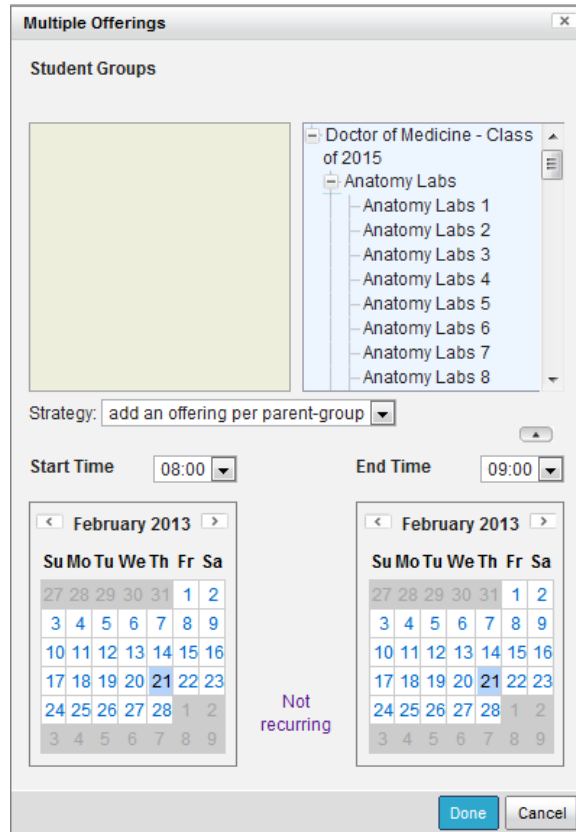 Multiple Offerings
Student Groups
Doctor of Medicine - Class
of 2015
Anatomy Labs
Anatomy Labs 1
Anatomy Labs 2
Anatomy Labs 3
Anatomy Labs 4
Anatomy Labs 5
Anatomy Labs 6
Anatomy Labs 7
Anatomy Labs 8
Strategy: add an offering per parent-group
Start Time 08:00 End Time 09:00
February 2013 February 2013
Su Mo Tu We Th Fr Sa Su Mo Tu We Th Fr Sa
27 28 29 30 31 1 2 27 28 29 30 31 1 2
3 4 5 6 7 8 9 3 4 5 6 7 8 9
10 11 12 13 14 15 16 10 11 12 13 14 15 16
17 18 19 20 21 22 23 17 18 19 20 21 22 23
24 25 26 27 28 1 2 Not 24 25 26 27 28 1 2
3 4 5 6 7 8 9 recurring 3 4 5 6 7 8 9
Done Cancel